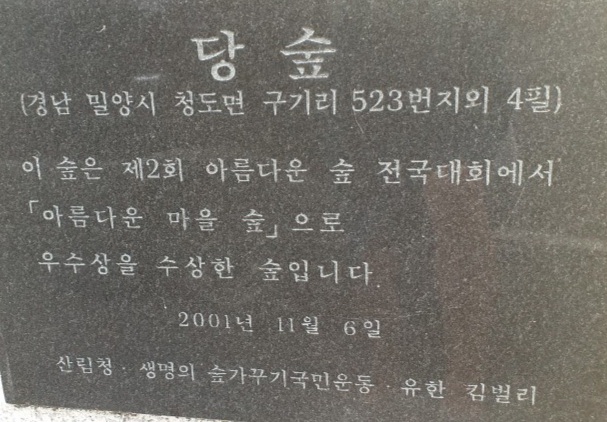 당 숲
(경남 밀양시 청도면 구기리 523번지외 4필)
이 숲은 제2회 아름다운 숲 전국대회에서
「아름다운 마을 숲」으로
우수상을 수상한 숲입니다.
2001년 11월 6일
산림청 · 생명의 숲가꾸기국민운동 · 유한 김벌리